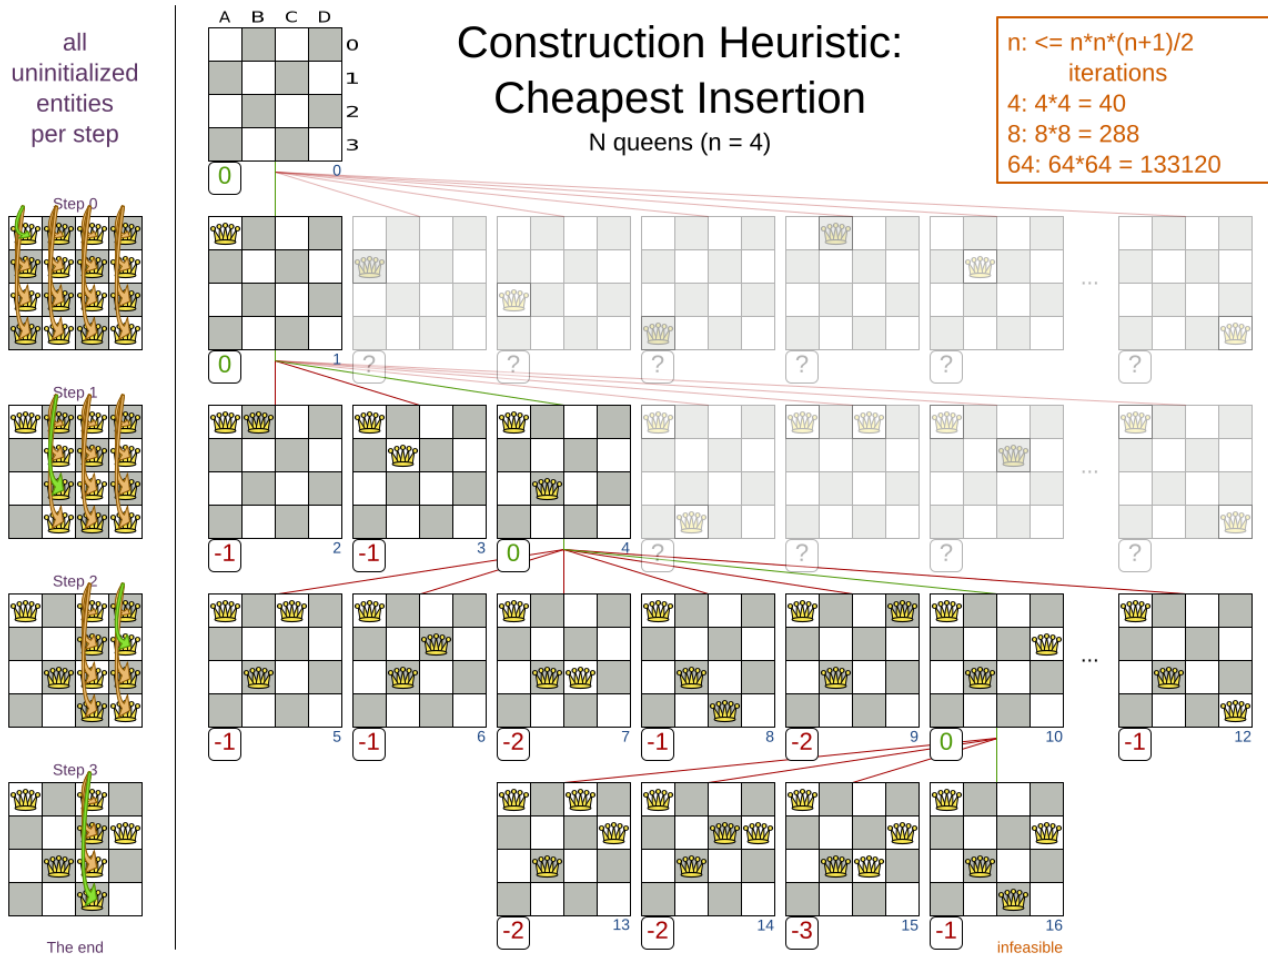 all
uninitialized
entities
per step
A B C D
0
1
2
3
0
0
Construction Heuristic:
Cheapest Insertion
N queens (n = 4)
n: <= n*n*(n+1)/2
iterations
4: 4*4 = 40
8: 8*8 = 288
64: 64*64 = 133120
Step 0
...
0
1
?
?
?
?
?
?
Step 1
...
-1
2
-1
3
0
4
?
?
?
?
Step 2
...
-1
5
-1
6
-2
7
-1
8
-2
9
0
10
-1
12
Step 3
-2
13
-2
14
-3
15
-1
16
The end
infeasible